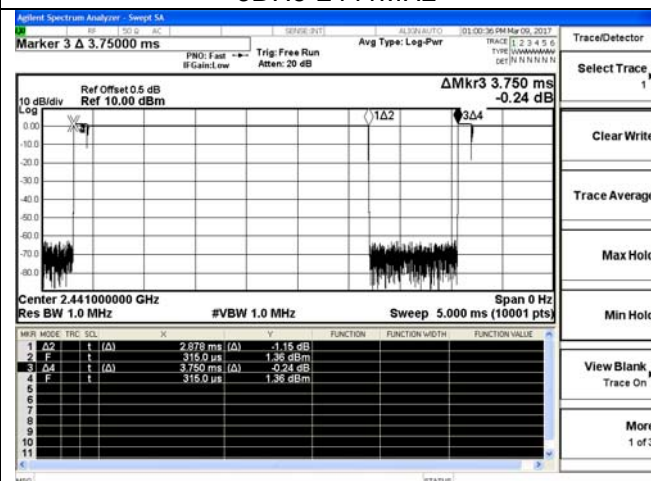 Agilent Spectrum Analyzer - Swept SA
RF 50 Ω AC SENSE:INT ALIGN AUTO 01:00:36 PM Mar 09, 2017
Marker 3 Δ 3.75000 ms
PNO: Fast
IFGain:Low
Trig: Free Run
Atten: 20 dB
Avg Type: Log-Pwr
TRACE 1 2 3 4 5 6
TYPE WWWWWW
DET N N N N N N
Ref Offset 0.5 dB
10 dB/div Ref 10.00 dBm
ΔMkr3 3.750 ms
-0.24 dB
Log
0.00
-10.0
-20.0
-30.0
-40.0
-50.0
-60.0
-70.0
-80.0
1Δ2
3Δ4
Center 2.441000000 GHz Span 0 Hz
Res BW 1.0 MHz #VBW 1.0 MHz Sweep 5.000 ms (10001 pts)
MKR MODE TRC SCL X Y FUNCTION FUNCTION WIDTH FUNCTION VALUE
1 Δ2 t (Δ) 2.878 ms (Δ) -1.15 dB
2 F t 315.0 µs 1.36 dBm
3 Δ4 t (Δ) 3.750 ms (Δ) -0.24 dB
4 F t 315.0 µs 1.36 dBm
5
6
7
8
9
10
11
MSG STATUS
Trace/Detector
Select Trace
1
Clear Write
Trace Average
Max Hold
Min Hold
View Blank
Trace On
More
1 of 3